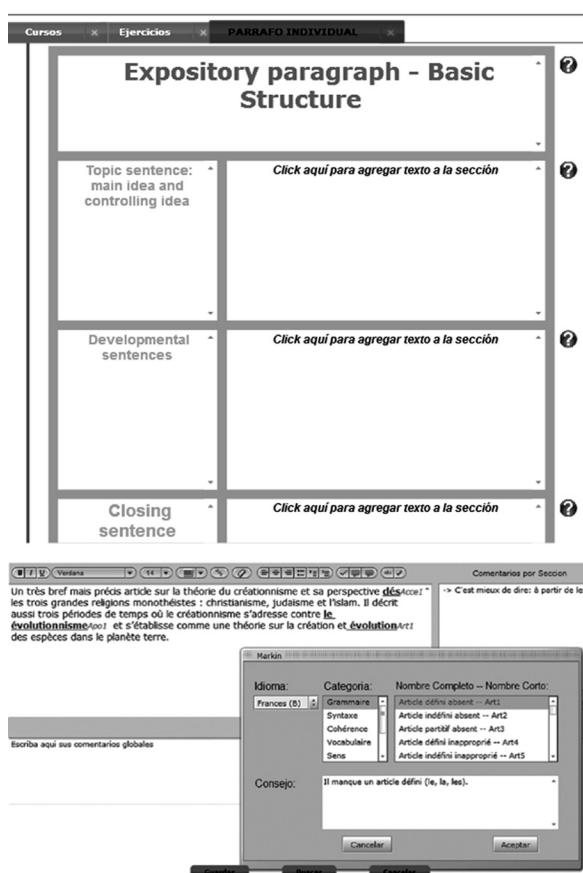 Cursos × Ejercicios × PARRAFO INDIVIDUAL ×
Expository paragraph - Basic
Structure
Topic sentence:
main idea and
controlling idea
Click aquí para agregar texto a la sección
Developmental
sentences
Click aquí para agregar texto a la sección
Closing
sentence
Click aquí para agregar texto a la sección
B I U Verdana 14
Comentarios por Seccion
Un très bref mais précis article sur la théorie du créationnisme et sa perspective désAcce1
les trois grandes religions monothéistes : christianisme, judaisme et l'islam. Il décrit
aussi trois périodes de temps où le créationnisme s'adresse contre le
évolutionnismeApo1 et s'établisse comme une théorie sur la création et évolutionArt1
des espèces dans le planète terre.
-> C'est mieux de dire: à partir de le
Escriba aqui sus comentarios globales
Markin
Idioma: Categoria: Nombre Completo -- Nombre Corto:
Frances (B)
Grammaire
Syntaxe
Cohérence
Vocabulaire
Sens
Article défini absent -- Art1
Article indéfini absent -- Art2
Article partitif absent -- Art3
Article défini inapproprié -- Art4
Article indéfini inapproprié -- Art5
Consejo:
Il manque un article défini (le, la, les).
Cancelar Aceptar
Guardar Buscar Cancelar